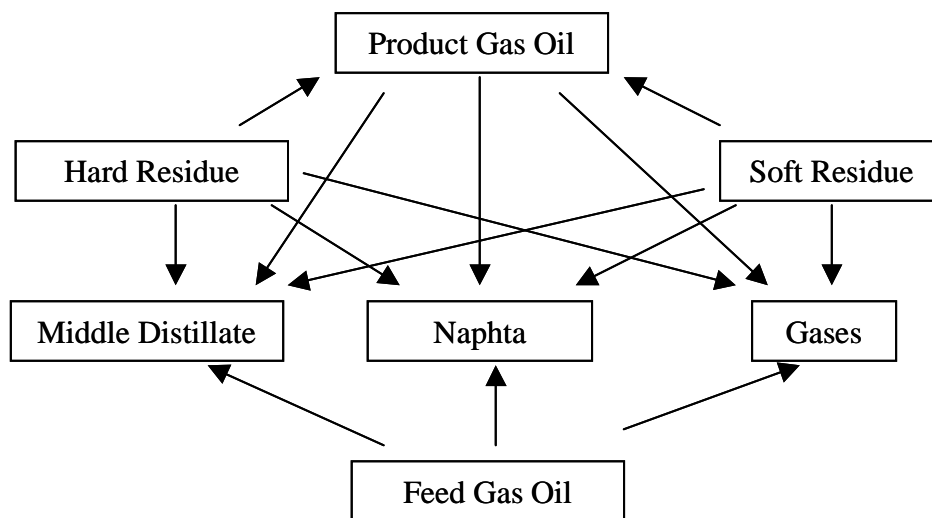 Product Gas Oil
Hard Residue
Soft Residue
Middle Distillate
Naphta
Gases
Feed Gas Oil